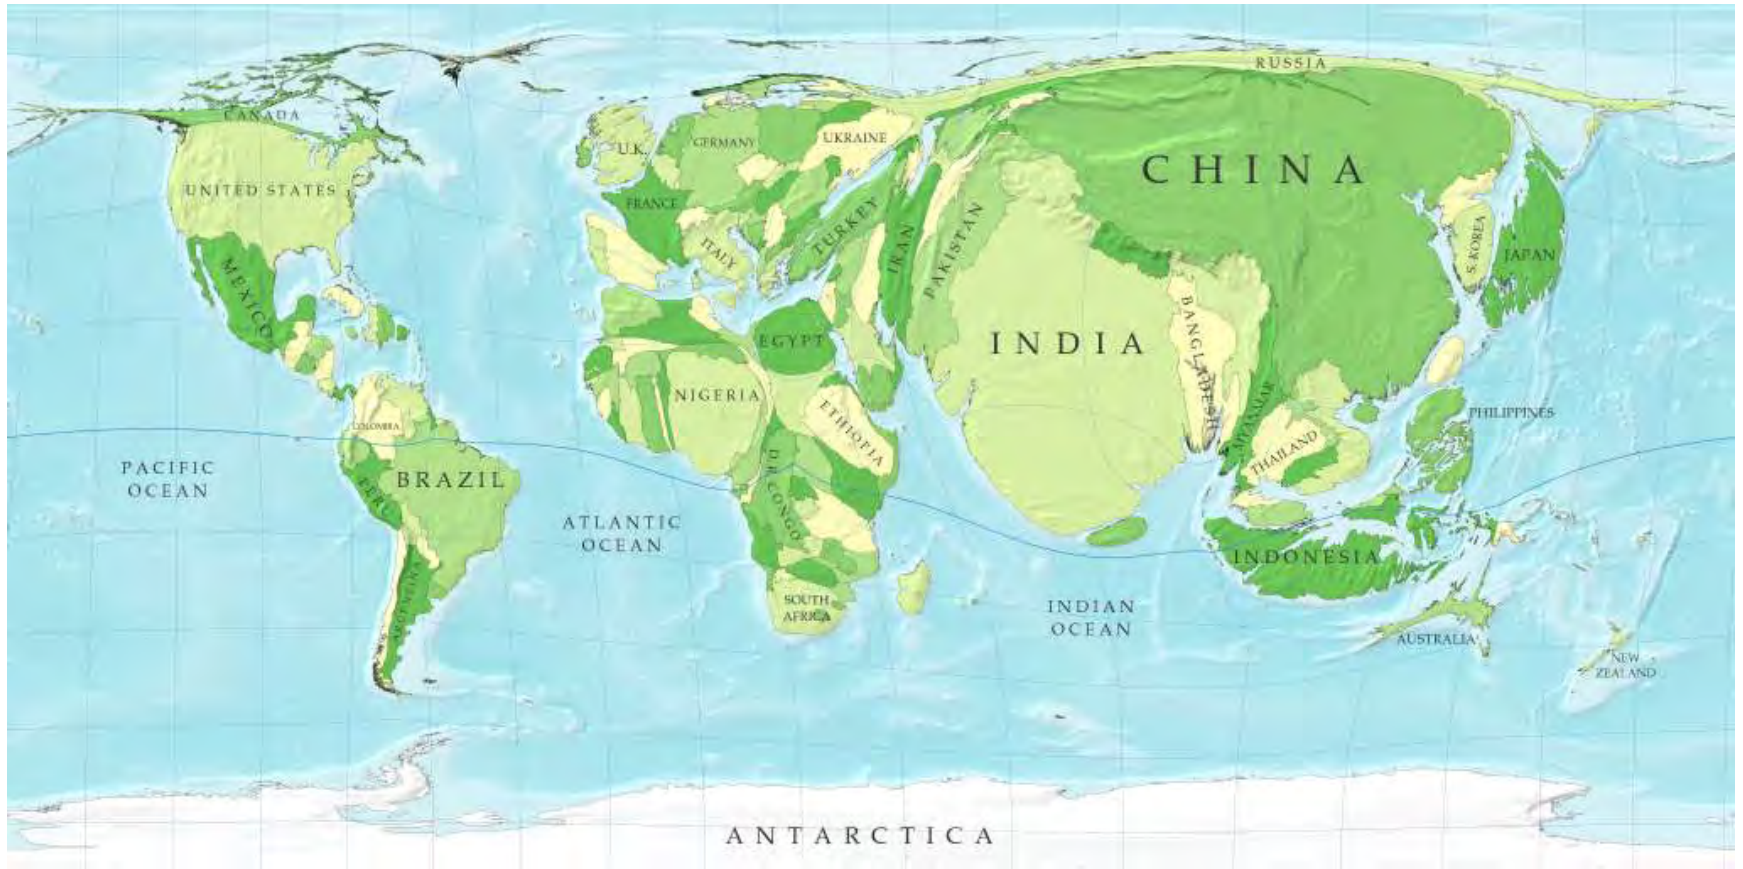 RUSSIA
CANADA
UNITED STATES
MEXICO
U.K.
GERMANY
UKRAINE
FRANCE
ITALY
TURKEY
IRAN
PAKISTAN
CHINA
S. KOREA
JAPAN
INDIA
BANGLADESH
MYANMAR
THAILAND
PHILIPPINES
EGYPT
NIGERIA
ETHIOPIA
D R CONGO
COLOMBIA
BRAZIL
PERU
ARGENTINA
PACIFIC
OCEAN
ATLANTIC
OCEAN
SOUTH
AFRICA
INDIAN
OCEAN
INDONESIA
AUSTRALIA
NEW
ZEALAND
ANTARCTICA